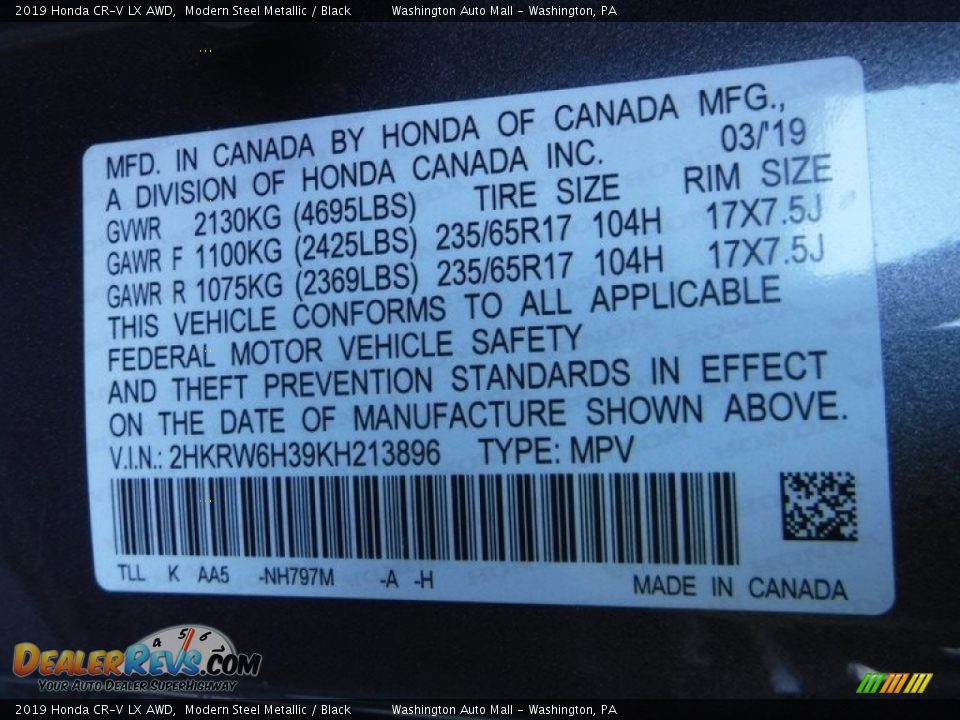 2019 Honda CR-V LX AWD, Modern Steel Metallic / Black Washington Auto Mall - Washington, PA
MFD. IN CANADA BY HONDA OF CANADA MFG.,
A DIVISION OF HONDA CANADA INC. 03/'19
GVWR 2130KG (4695LBS) TIRE SIZE RIM SIZE
GAWR F 1100KG (2425LBS) 235/65R17 104H 17X7.5J
GAWR R 1075KG (2369LBS) 235/65R17 104H 17X7.5J
THIS VEHICLE CONFORMS TO ALL APPLICABLE
FEDERAL MOTOR VEHICLE SAFETY
AND THEFT PREVENTION STANDARDS IN EFFECT
ON THE DATE OF MANUFACTURE SHOWN ABOVE.
V.I.N.: 2HKRW6H39KH213896 TYPE: MPV
TLL K AA5 -NH797M -A -H MADE IN CANADA
4 5 6
DEALERREVS.COM
YOUR AUTO DEALER SUPERHIGHWAY
2019 Honda CR-V LX AWD, Modern Steel Metallic / Black Washington Auto Mall - Washington, PA